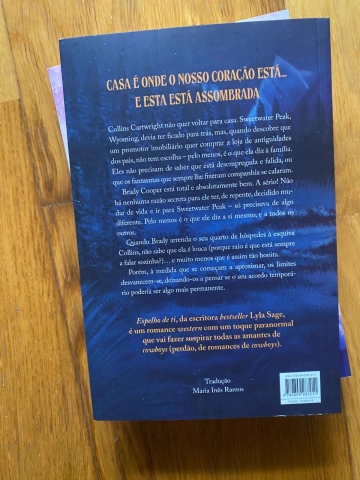 CASA É ONDE O NOSSO CORAÇÃO ESTÁ...
E ESTA ESTÁ ASSOMBRADA
Collins Cartwright não quer voltar para casa. Sweetwater Peak,
Wyoming, devia ter ficado para trás, mas, quando descobre que
um promotor imobiliário quer comprar a loja de antiguidades
dos pais, não tem escolha – pelo menos, é o que ela diz à família.
Eles não precisam de saber que está desempregada e falida, ou
que os fantasmas que sempre lhe fizeram companhia se calaram.
Brady Cooper está total e absolutamente bem. A sério! Não
há nenhuma razão secreta para ele ter, de repente, decidido mu-
dar de vida e ir para Sweetwater Peak – só precisava de algo
diferente. Pelo menos é o que ele diz a si mesmo, e a todos os
outros.
Quando Brady arrenda o seu quarto de hóspedes à esquiva
Collins, não sabe que ela é louca (porque raio é que está sempre
a falar sozinha?)... e muito menos que é assim tão bonita.
Porém, à medida que se começam a aproximar, os limites
desvanecem-se, deixando-os a pensar se o seu acordo temporá-
rio poderia ser algo mais permanente.
Espelho de ti, da escritora bestseller Lyla Sage,
é um romance western com um toque paranormal
que vai fazer suspirar todas as amantes de
cowboys (perdão, de romances de cowboys).
Tradução
Maria Inês Ramos